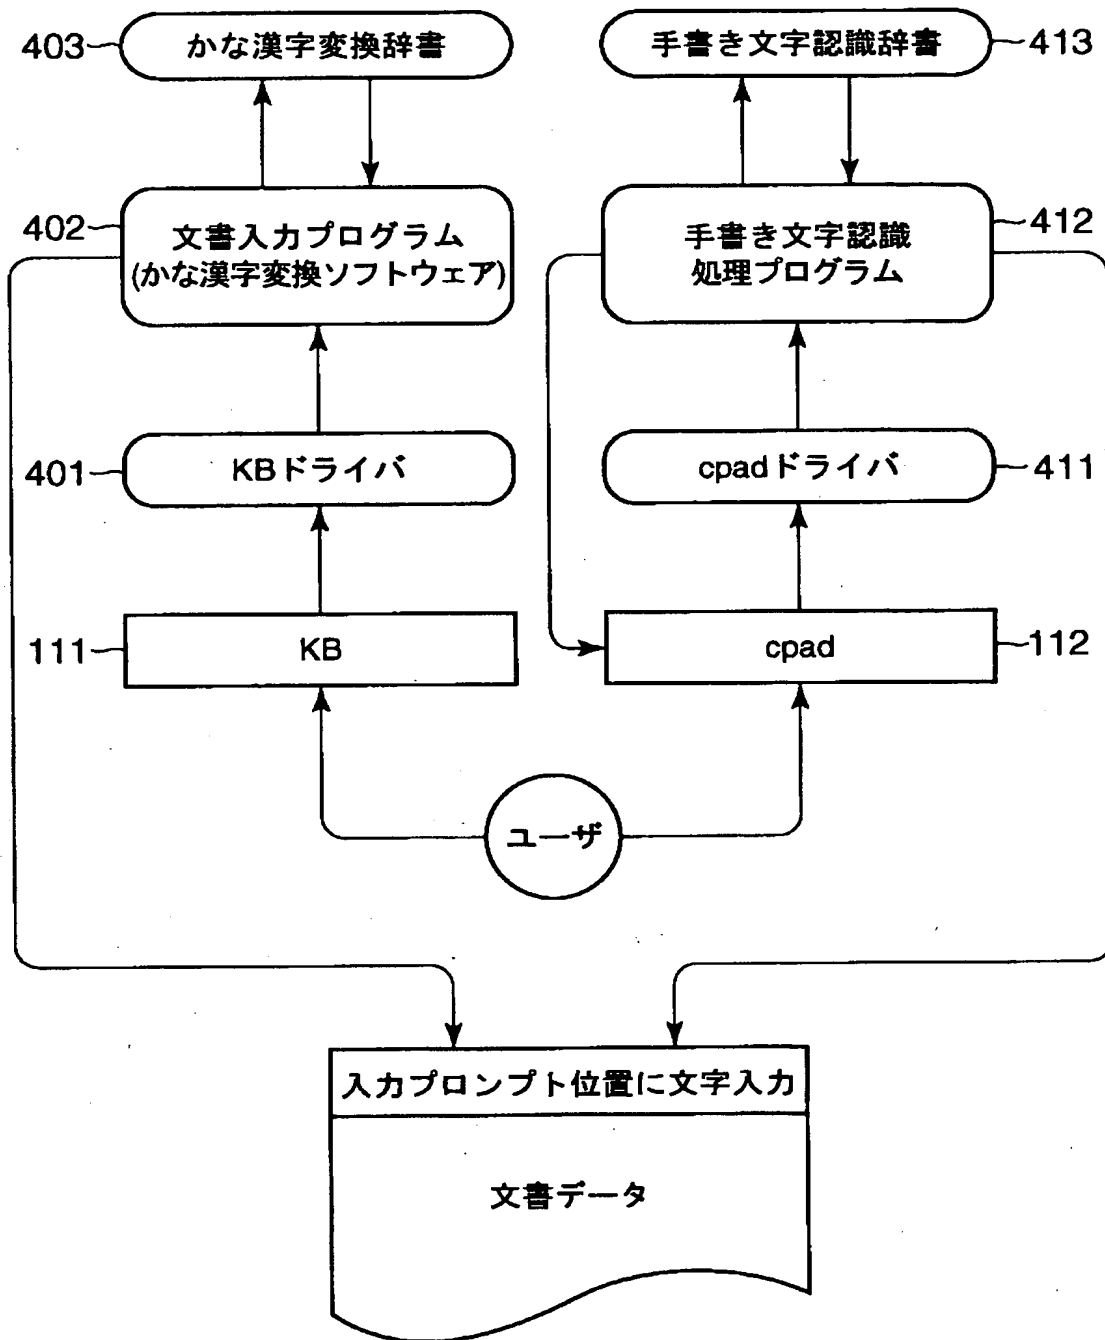 403
かな漢字変換辞書
手書き文字認識辞書
413
402
文書入力プログラム
(かな漢字変換ソフトウェア)
手書き文字認識
処理プログラム
412
401
KBドライバ
cpadドライバ
411
111
KB
cpad
112
ユーザ
入力プロンプト位置に文字入力
文書データ